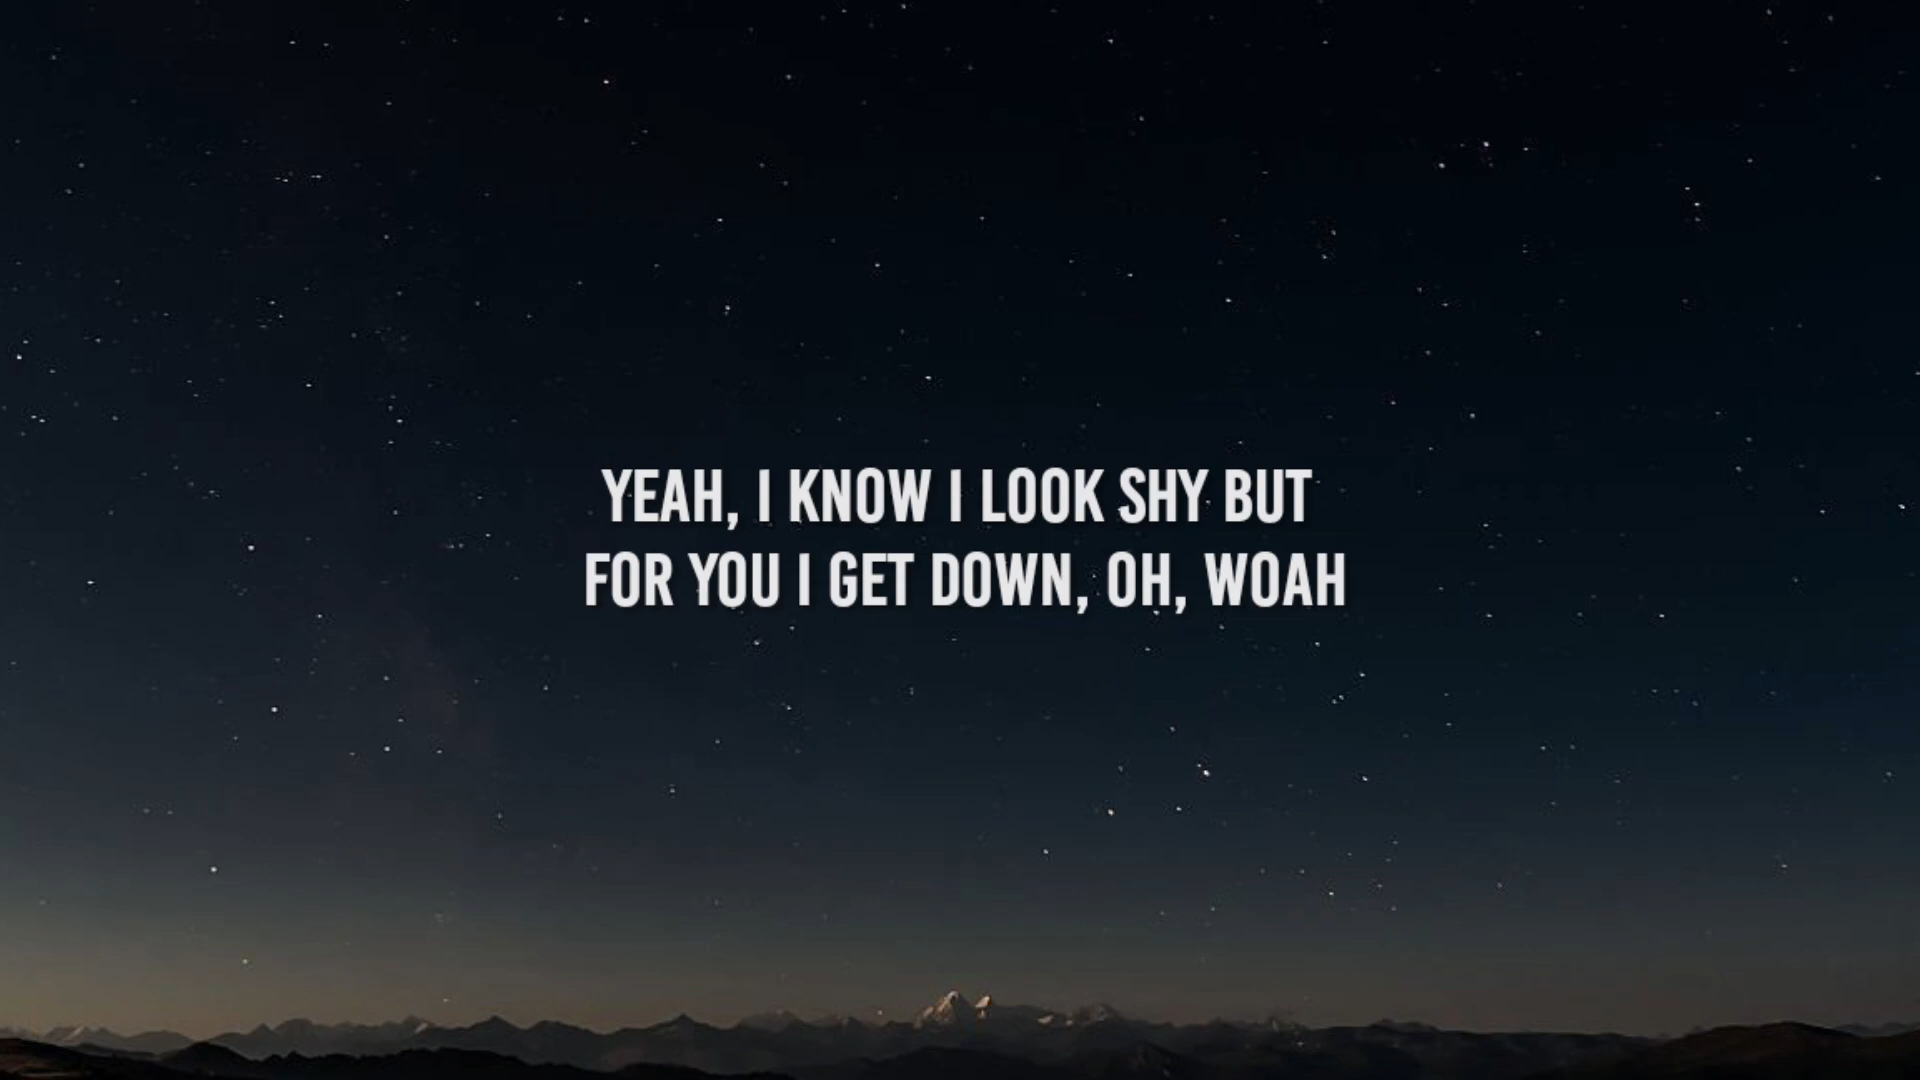 YEAH, I KNOW I LOOK SHY BUT
FOR YOU I GET DOWN, OH, WOAH